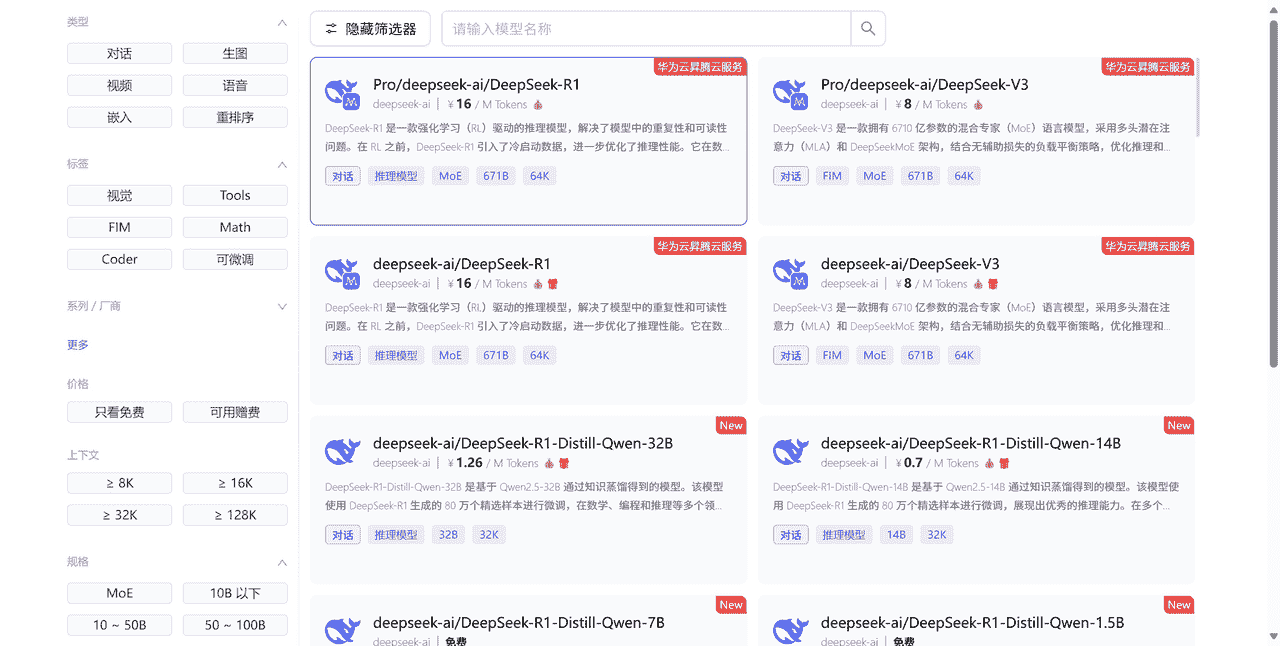 类型
对话
生图
视频
语音
嵌入
重排序
标签
视觉
Tools
FIM
Math
Coder
可微调
系列 / 厂商
更多
价格
只看免费
可用赠费
上下文
≥ 8K
≥ 16K
≥ 32K
≥ 128K
规格
MoE
10B 以下
10 ~ 50B
50 ~ 100B
隐藏筛选器
请输入模型名称
华为云昇腾云服务
Pro/deepseek-ai/DeepSeek-R1
deepseek-ai | ￥16 / M Tokens
DeepSeek-R1 是一款强化学习（RL）驱动的推理模型，解决了模型中的重复性和可读性
问题。在 RL 之前，DeepSeek-R1 引入了冷启动数据，进一步优化了推理性能。它在数...
对话 推理模型 MoE 671B 64K
华为云昇腾云服务
Pro/deepseek-ai/DeepSeek-V3
deepseek-ai | ￥8 / M Tokens
DeepSeek-V3 是一款拥有 6710 亿参数的混合专家（MoE）语言模型，采用多头潜在注
意力（MLA）和 DeepSeekMoE 架构，结合无辅助损失的负载平衡策略，优化推理和...
对话 FIM MoE 671B 64K
华为云昇腾云服务
deepseek-ai/DeepSeek-R1
deepseek-ai | ￥16 / M Tokens
DeepSeek-R1 是一款强化学习（RL）驱动的推理模型，解决了模型中的重复性和可读性
问题。在 RL 之前，DeepSeek-R1 引入了冷启动数据，进一步优化了推理性能。它在数...
对话 推理模型 MoE 671B 64K
华为云昇腾云服务
deepseek-ai/DeepSeek-V3
deepseek-ai | ￥8 / M Tokens
DeepSeek-V3 是一款拥有 6710 亿参数的混合专家（MoE）语言模型，采用多头潜在注
意力（MLA）和 DeepSeekMoE 架构，结合无辅助损失的负载平衡策略，优化推理和...
对话 FIM MoE 671B 64K
New
deepseek-ai/DeepSeek-R1-Distill-Qwen-32B
deepseek-ai | ￥1.26 / M Tokens
DeepSeek-R1-Distill-Qwen-32B 是基于 Qwen2.5-32B 通过知识蒸馏得到的模型。该模型
使用 DeepSeek-R1 生成的 80 万个精选样本进行微调，在数学、编程和推理等多个领...
对话 推理模型 32B 32K
New
deepseek-ai/DeepSeek-R1-Distill-Qwen-14B
deepseek-ai | ￥0.7 / M Tokens
DeepSeek-R1-Distill-Qwen-14B 是基于 Qwen2.5-14B 通过知识蒸馏得到的模型。该模型使
用 DeepSeek-R1 生成的 80 万个精选样本进行微调，展现出优秀的推理能力。在多个...
对话 推理模型 14B 32K
New
deepseek-ai/DeepSeek-R1-Distill-Qwen-7B
deepseek-ai | 免费
New
deepseek-ai/DeepSeek-R1-Distill-Qwen-1.5B
deepseek-ai | 免费